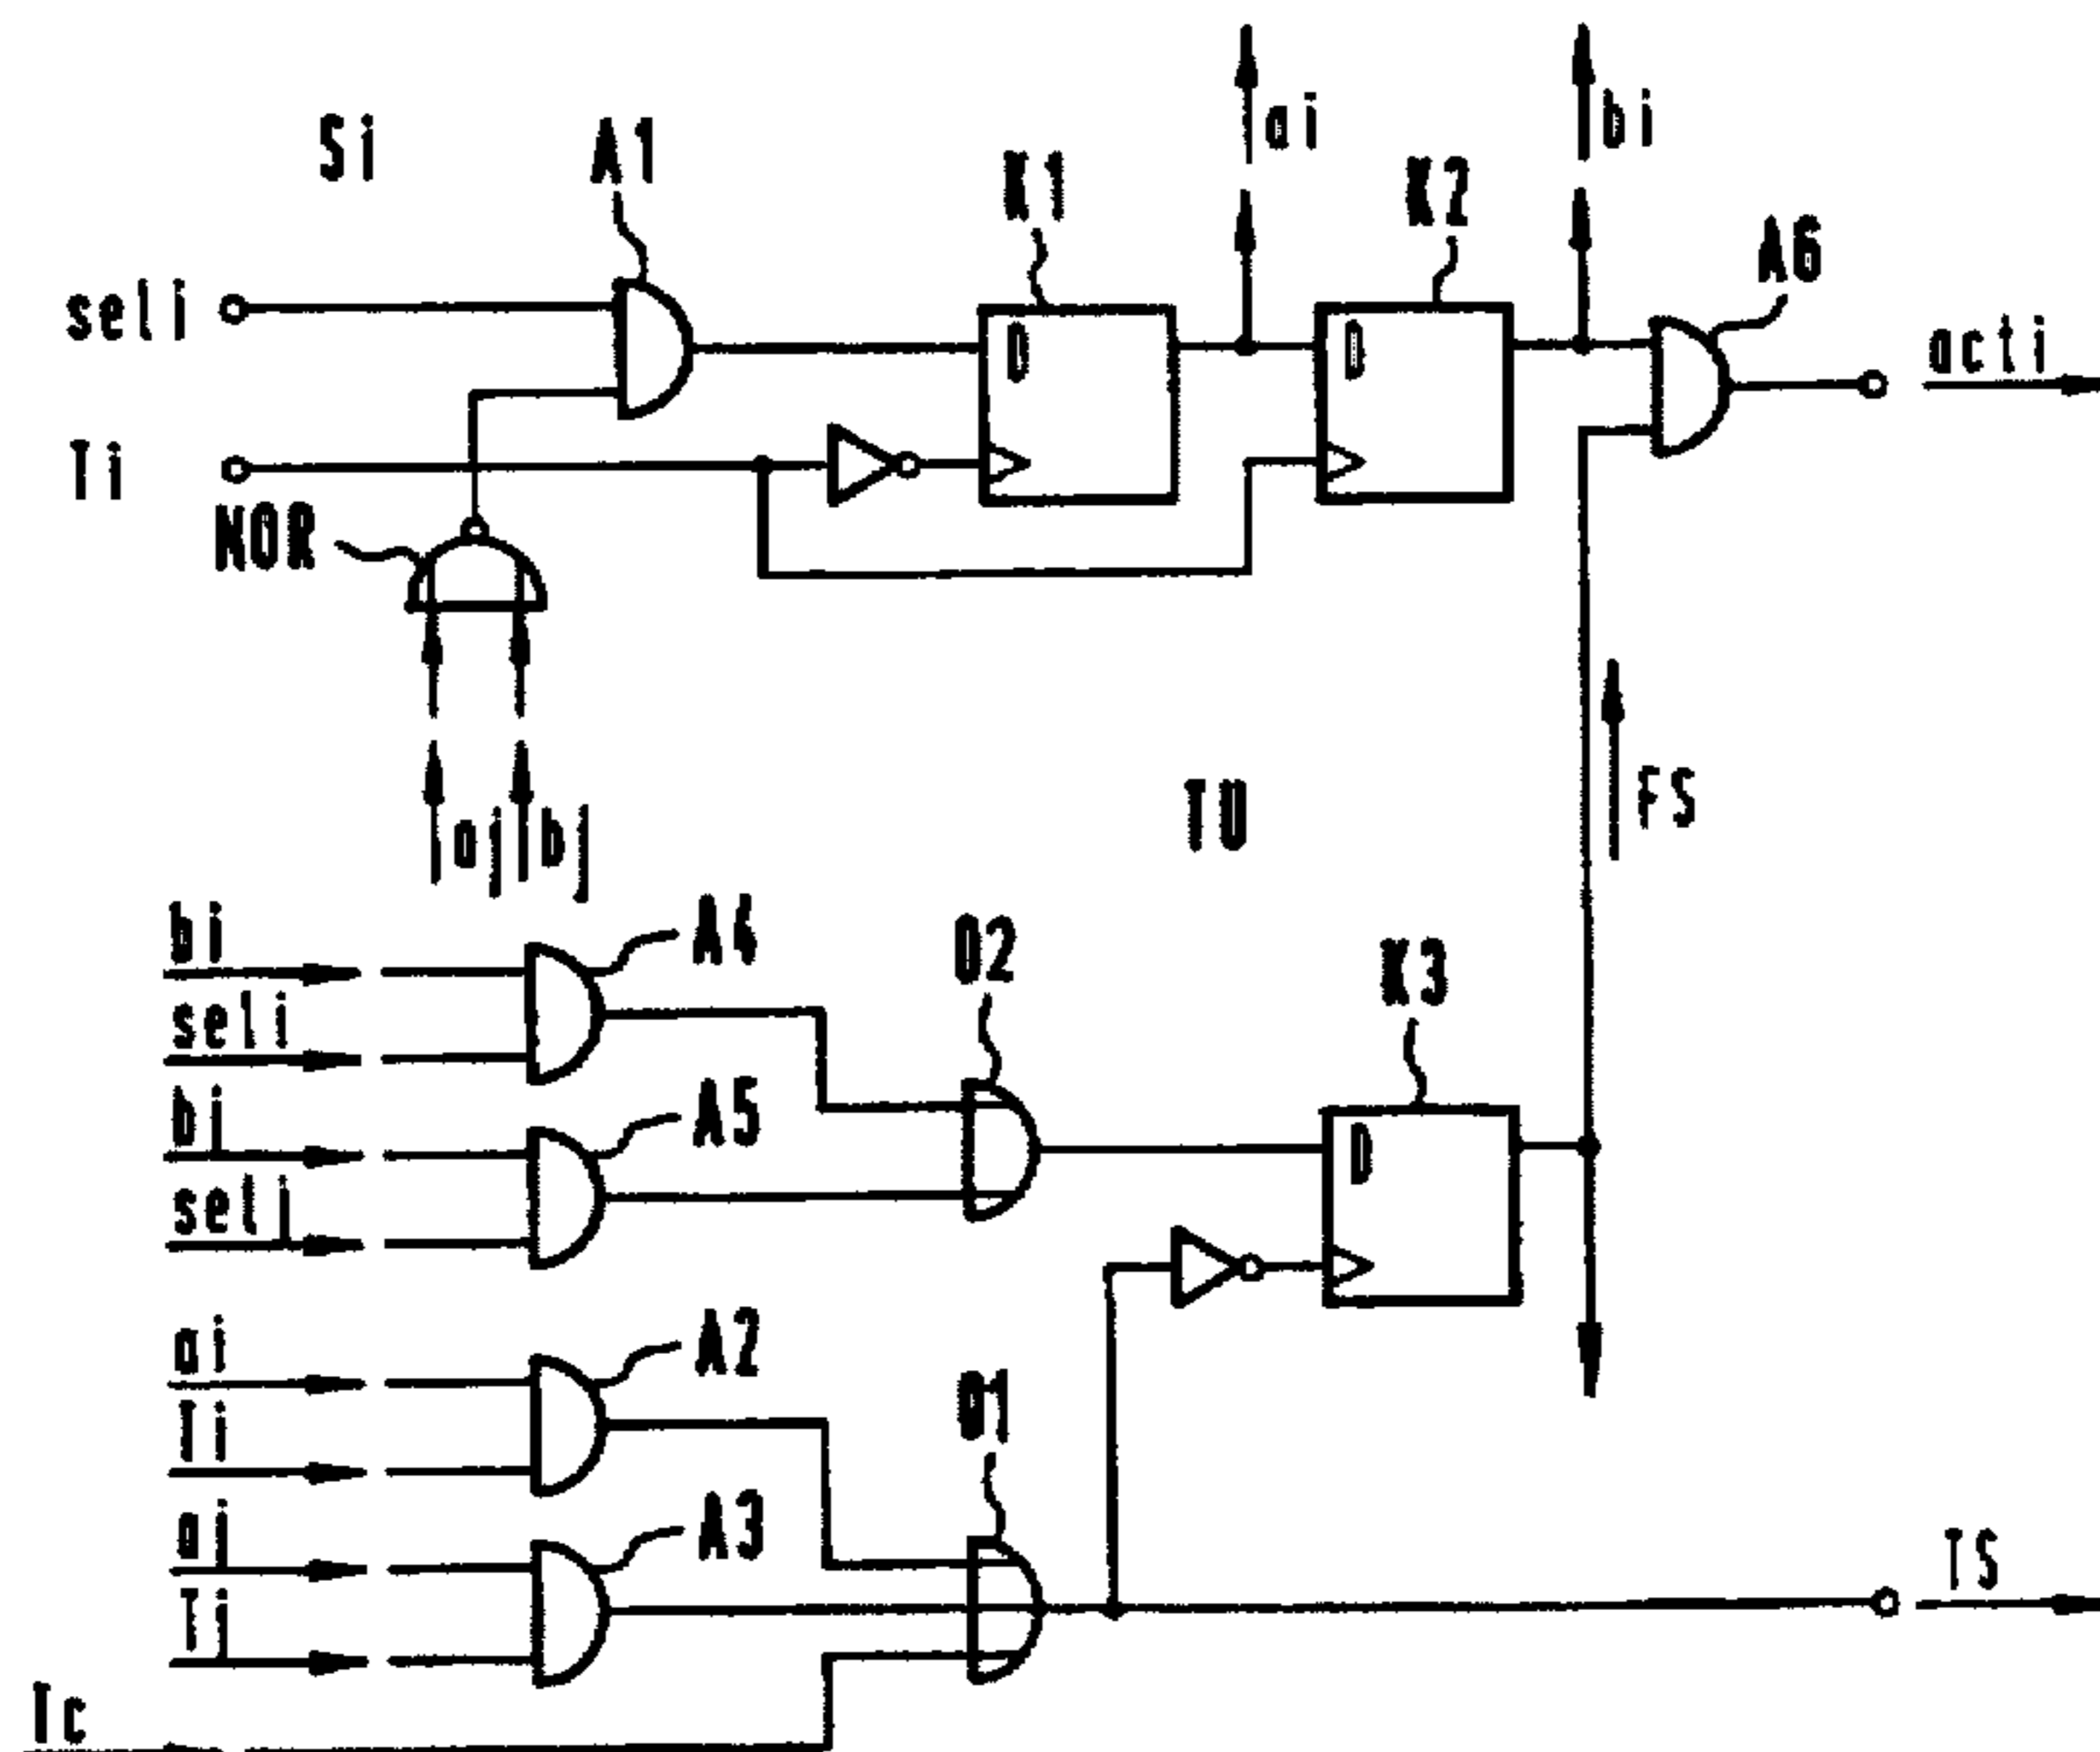 Si
A1
K1
ai
K2
bi
A6
seli
acti
Ti
NOR
D
D
aj
bj
TU
FS
bi
A4
seli
O2
K3
bj
A5
selj
D
ai
A2
Ti
O1
aj
A3
Tj
TS
Tc